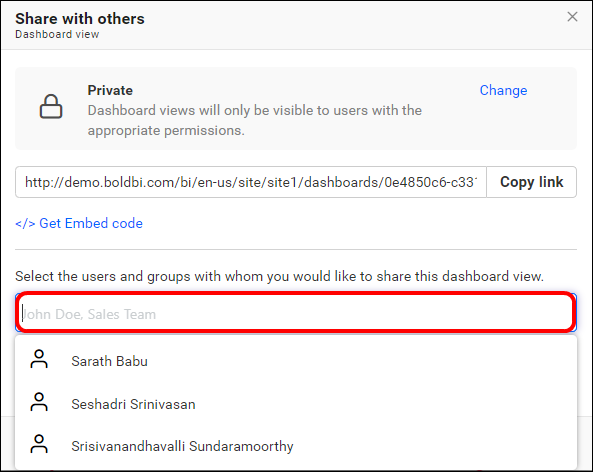 Share with others
Dashboard view
Private
Change
Dashboard views will only be visible to users with the
appropriate permissions.
http://demo.boldbi.com/bi/en-us/site/site1/dashboards/0e4850c6-c331
Copy link
</> Get Embed code
Select the users and groups with whom you would like to share this dashboard view.
John Doe, Sales Team
Sarath Babu
Seshadri Srinivasan
Srisivanandhavalli Sundaramoorthy